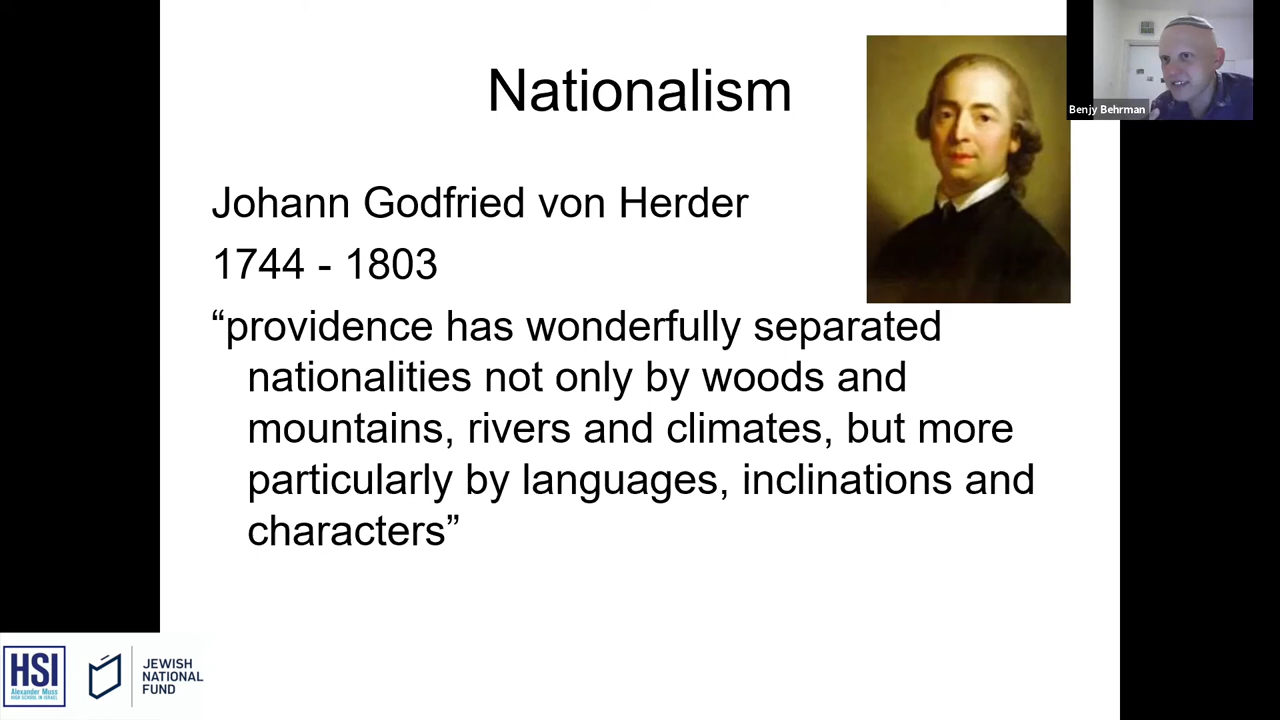 Nationalism
Benjy Behrman
Johann Godfried von Herder
1744 - 1803
“providence has wonderfully separated
nationalities not only by woods and
mountains, rivers and climates, but more
particularly by languages, inclinations and
characters”
HSI
Alexander Muss
HIGH SCHOOL IN ISRAEL
JEWISH
NATIONAL
FUND